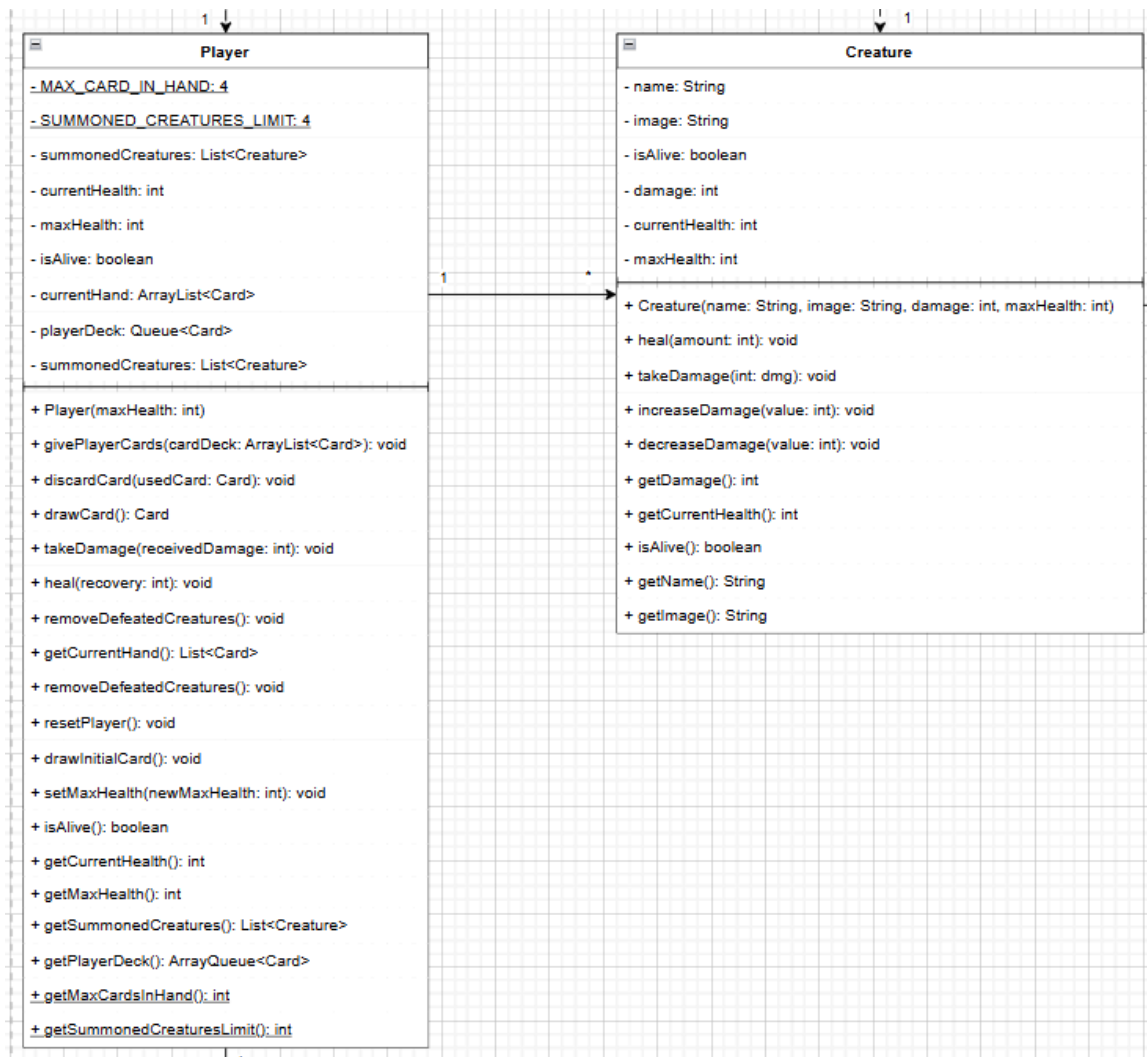 1
Player
- MAX_CARD_IN_HAND: 4
- SUMMONED_CREATURES_LIMIT: 4
- summonedCreatures: List<Creature>
- currentHealth: int
- maxHealth: int
- isAlive: boolean
- currentHand: ArrayList<Card>
- playerDeck: Queue<Card>
- summonedCreatures: List<Creature>
+ Player(maxHealth: int)
+ givePlayerCards(cardDeck: ArrayList<Card>): void
+ discardCard(usedCard: Card): void
+ drawCard(): Card
+ takeDamage(receivedDamage: int): void
+ heal(recovery: int): void
+ removeDefeatedCreatures(): void
+ getCurrentHand(): List<Card>
+ removeDefeatedCreatures(): void
+ resetPlayer(): void
+ drawInitialCard(): void
+ setMaxHealth(newMaxHealth: int): void
+ isAlive(): boolean
+ getCurrentHealth(): int
+ getMaxHealth(): int
+ getSummonedCreatures(): List<Creature>
+ getPlayerDeck(): ArrayQueue<Card>
+ getMaxCardsInHand(): int
+ getSummonedCreaturesLimit(): int
1
*
1
Creature
- name: String
- image: String
- isAlive: boolean
- damage: int
- currentHealth: int
- maxHealth: int
+ Creature(name: String, image: String, damage: int, maxHealth: int)
+ heal(amount: int): void
+ takeDamage(int: dmg): void
+ increaseDamage(value: int): void
+ decreaseDamage(value: int): void
+ getDamage(): int
+ getCurrentHealth(): int
+ isAlive(): boolean
+ getName(): String
+ getImage(): String